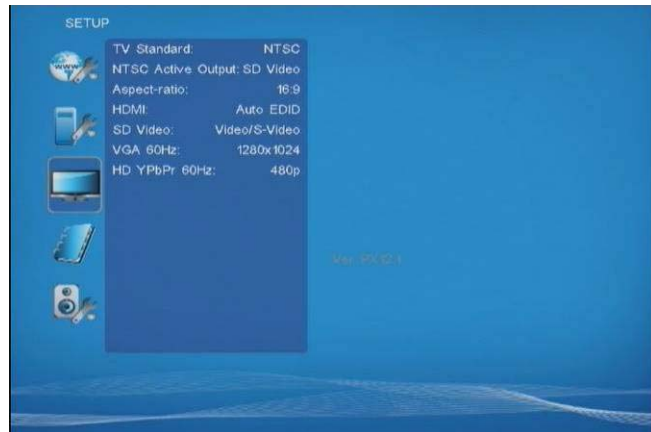 SETUP
www
TV Standard: NTSC
NTSC Active Output: SD Video
Aspect-ratio: 16:9
HDMI: Auto EDID
SD Video: Video/S-Video
VGA 60Hz: 1280x1024
HD YPbPr 60Hz: 480p